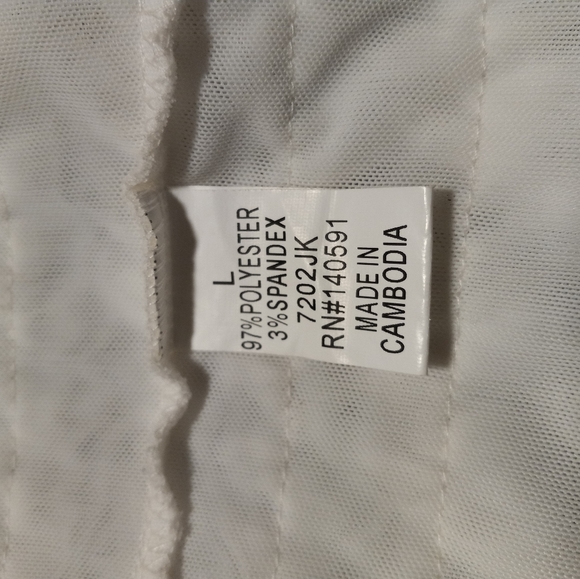 L
97%POLYESTER
3%SPANDEX
7202JK
RN#140591
MADE IN
CAMBODIA